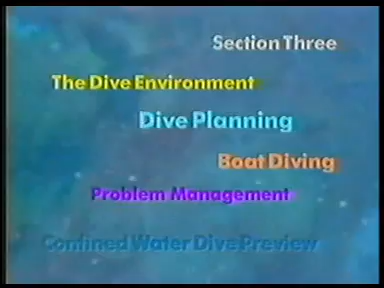 Section Three
The Dive Environment
Dive Planning
Boat Diving
Problem Management
Confined Water Dive Preview